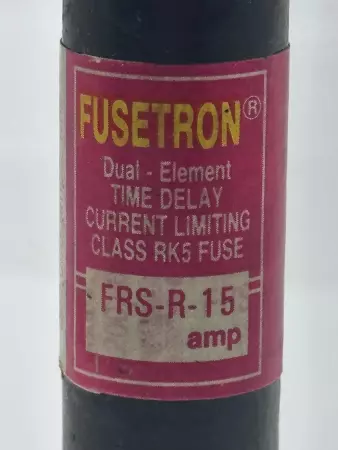 FUSETRON®
Dual - Element
TIME DELAY
CURRENT LIMITING
CLASS RK5 FUSE
FRS-R-15
amp